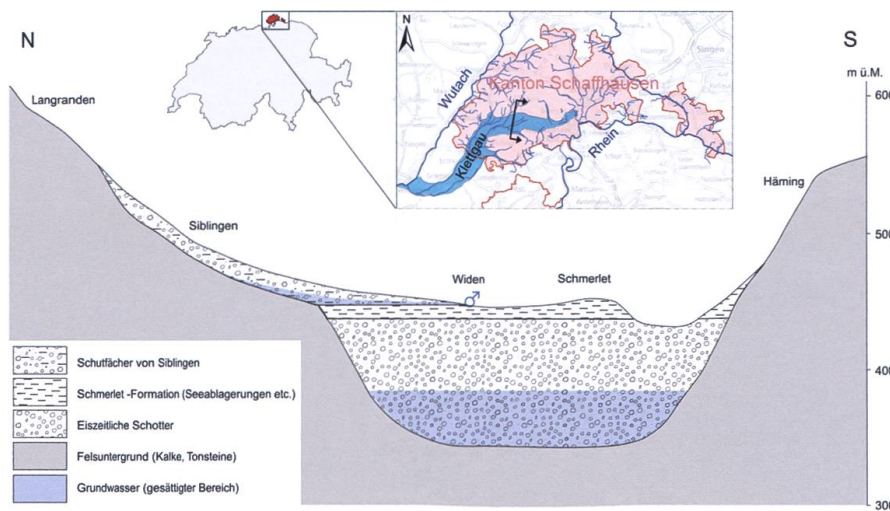 N
S
m ü.M.
600
500
400
300
Langranden
Siblingen
Widen
Schmerlet
Häming
N
Wutach
Kanton Schaffhausen
Klettgau
Rhein
Singen
Schutfächer von Siblingen
Schmerlet -Formation (Seeablagerungen etc.)
Eiszeitliche Schotter
Felsuntergrund (Kalke, Tonsteine)
Grundwasser (gesättigter Bereich)